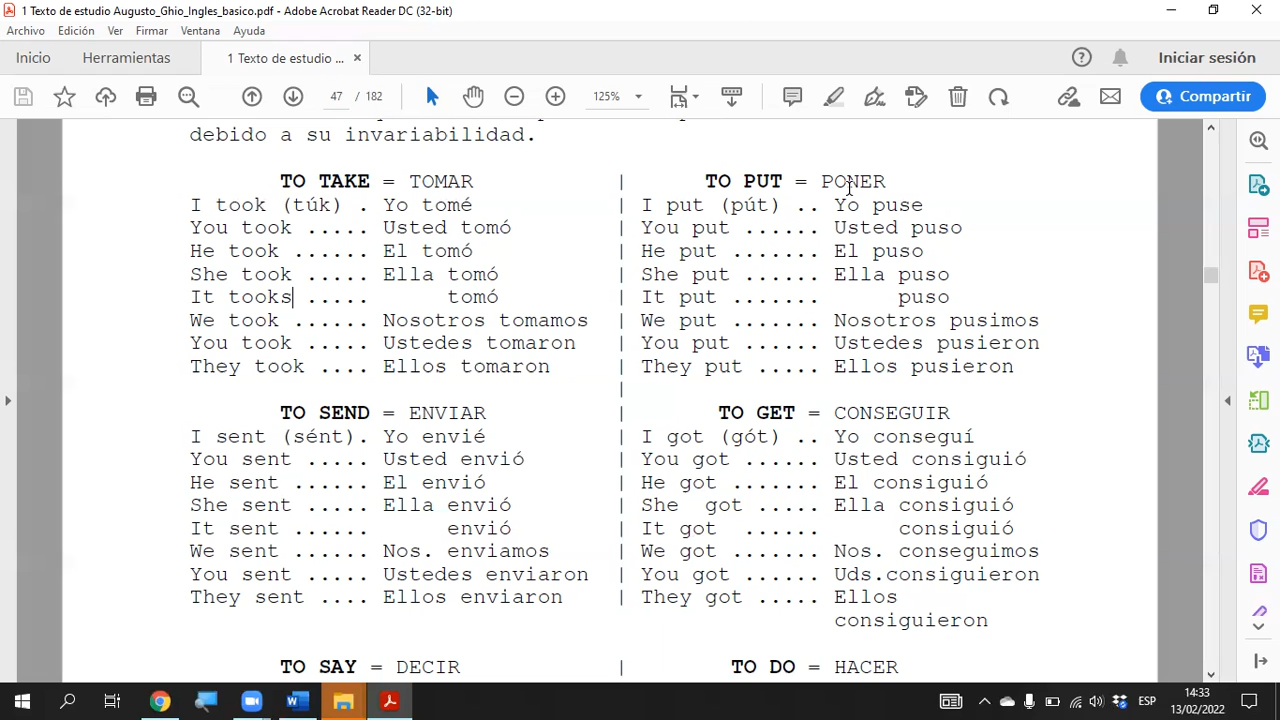 1 Texto de estudio Augusto_Ghio_Ingles_basico.pdf - Adobe Acrobat Reader DC (32-bit)
Archivo Edición Ver Firmar Ventana Ayuda
Inicio Herramientas 1 Texto de estudio ... × Iniciar sesión
47 / 182 125% Compartir
debido a su invariabilidad.
TO TAKE = TOMAR | TO PUT = PONER
I took (túk) . Yo tomé | I put (pút) .. Yo puse
You took ..... Usted tomó | You put ...... Usted puso
He took ...... El tomó | He put ....... El puso
She took ..... Ella tomó | She put ...... Ella puso
It tooks ..... tomó | It put ....... puso
We took ...... Nosotros tomamos | We put ....... Nosotros pusimos
You took ..... Ustedes tomaron | You put ...... Ustedes pusieron
They took .... Ellos tomaron | They put ..... Ellos pusieron
|
TO SEND = ENVIAR | TO GET = CONSEGUIR
I sent (sént). Yo envié | I got (gót) .. Yo conseguí
You sent ..... Usted envió | You got ...... Usted consiguió
He sent ...... El envió | He got ....... El consiguió
She sent ..... Ella envió | She got ..... Ella consiguió
It sent ...... envió | It got ....... consiguió
We sent ...... Nos. enviamos | We got ....... Nos. conseguimos
You sent ..... Ustedes enviaron | You got ...... Uds.consiguieron
They sent .... Ellos enviaron | They got ..... Ellos
consiguieron
TO SAY = DECIR | TO DO = HACER
ESP 14:33
13/02/2022